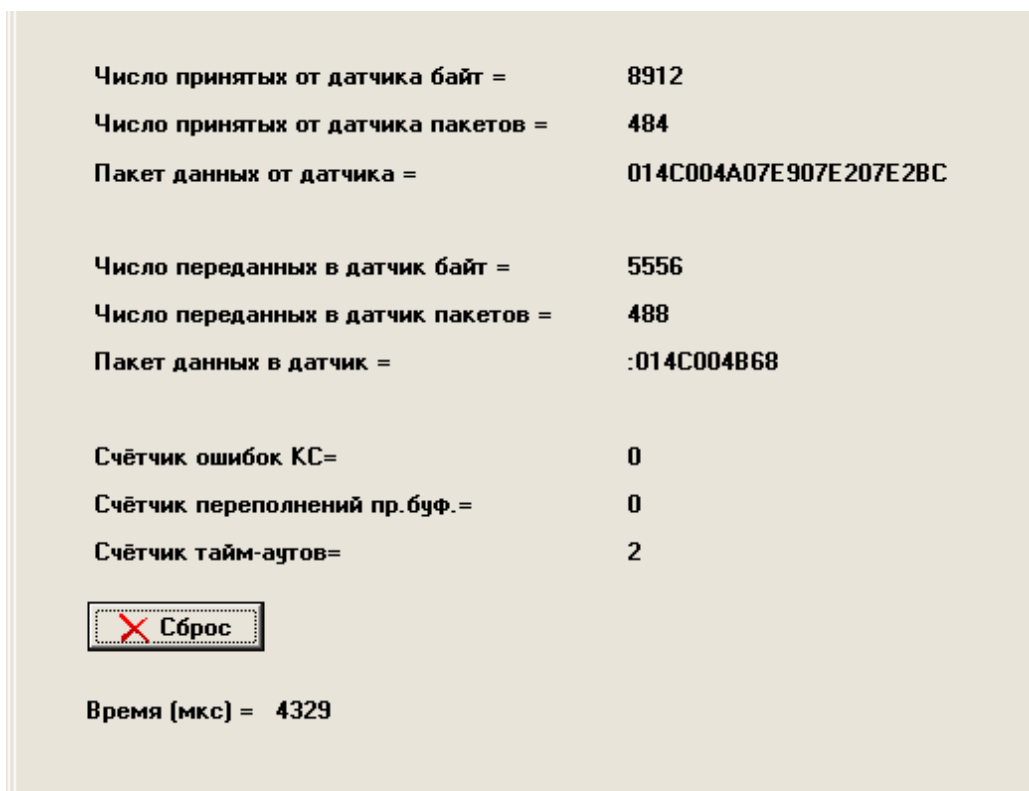 Число принятых от датчика байт = 8912
Число принятых от датчика пакетов = 484
Пакет данных от датчика = 014C004A07E907E207E2BC
Число переданных в датчик байт = 5556
Число переданных в датчик пакетов = 488
Пакет данных в датчик = :014C004B68
Счётчик ошибок КС= 0
Счётчик переполнений пр.буф.= 0
Счётчик тайм-аутов= 2
Сброс
Время (мкс) = 4329